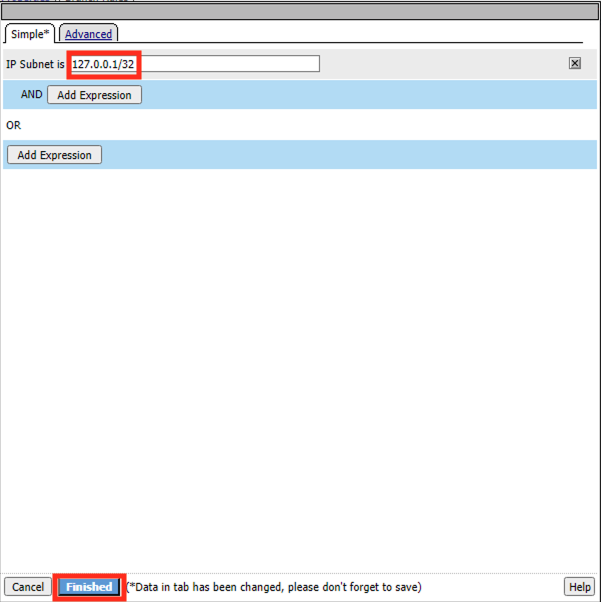 Simple* Advanced
IP Subnet is 127.0.0.1/32
AND Add Expression
OR
Add Expression
Cancel Finished (*Data in tab has been changed, please don't forget to save) Help